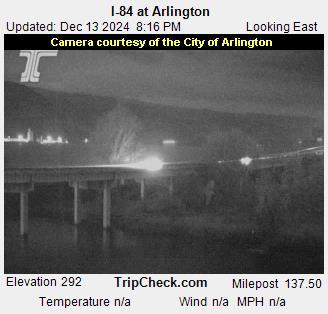 I-84 at Arlington
Updated: Dec 13 2024 8:16 PM Looking East
Camera courtesy of the City of Arlington
Elevation 292 TripCheck.com Milepost 137.50
Temperature n/a Wind n/a MPH n/a